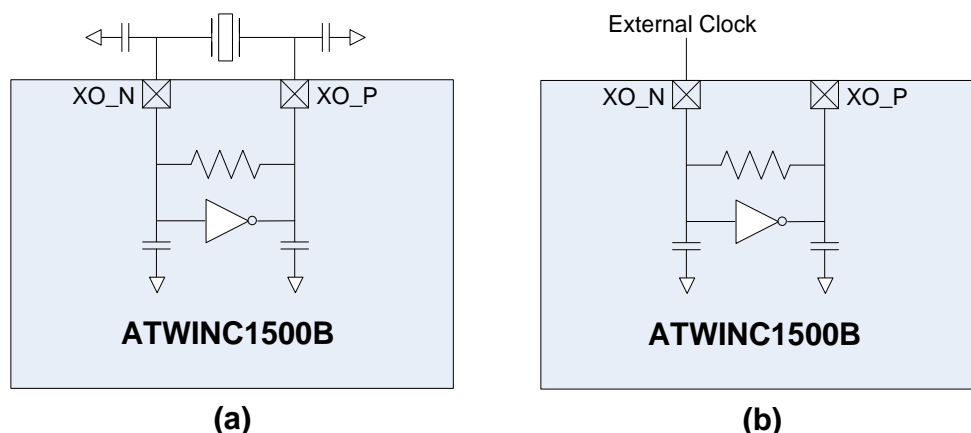 External Clock
XO_N XO_P
XO_N XO_P
ATWINC1500B
ATWINC1500B
(a)
(b)